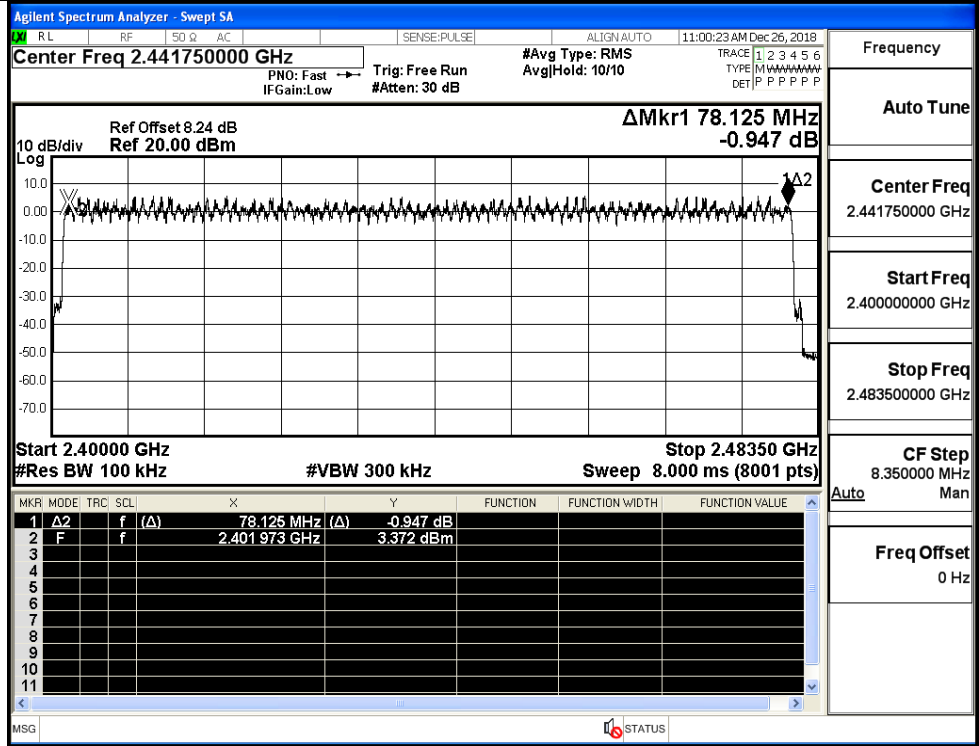 Agilent Spectrum Analyzer - Swept SA
LXI RL RF 50 Ω AC SENSE:PULSE ALIGN AUTO 11:00:23 AM Dec 26, 2018
Center Freq 2.441750000 GHz
PNO: Fast
IFGain:Low
Trig: Free Run
#Atten: 30 dB
#Avg Type: RMS
Avg|Hold: 10/10
TRACE 1 2 3 4 5 6
TYPE M WWWWW
DET P P P P P P
ΔMkr1 78.125 MHz
-0.947 dB
Ref Offset 8.24 dB
10 dB/div Ref 20.00 dBm
Log
1Δ2
10.0
0.00
-10.0
-20.0
-30.0
-40.0
-50.0
-60.0
-70.0
Start 2.40000 GHz Stop 2.48350 GHz
#Res BW 100 kHz #VBW 300 kHz Sweep 8.000 ms (8001 pts)
MKR MODE TRC SCL X Y FUNCTION FUNCTION WIDTH FUNCTION VALUE
1 Δ2 f (Δ) 78.125 MHz (Δ) -0.947 dB
2 F f 2.401 973 GHz 3.372 dBm
3
4
5
6
7
8
9
10
11
MSG STATUS
Frequency
Auto Tune
Center Freq
2.441750000 GHz
Start Freq
2.400000000 GHz
Stop Freq
2.483500000 GHz
CF Step
8.350000 MHz
Auto Man
Freq Offset
0 Hz